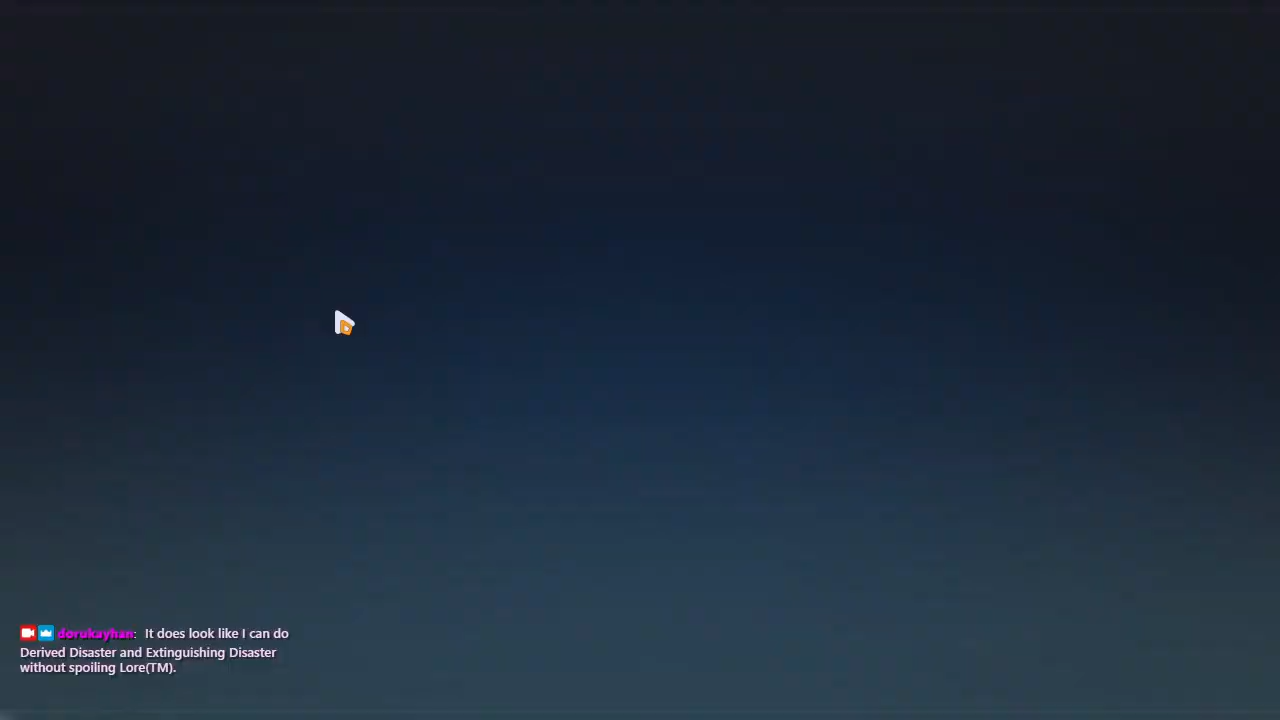 dorukayhan: It does look like I can do
Derived Disaster and Extinguishing Disaster
without spoiling Lore(TM).